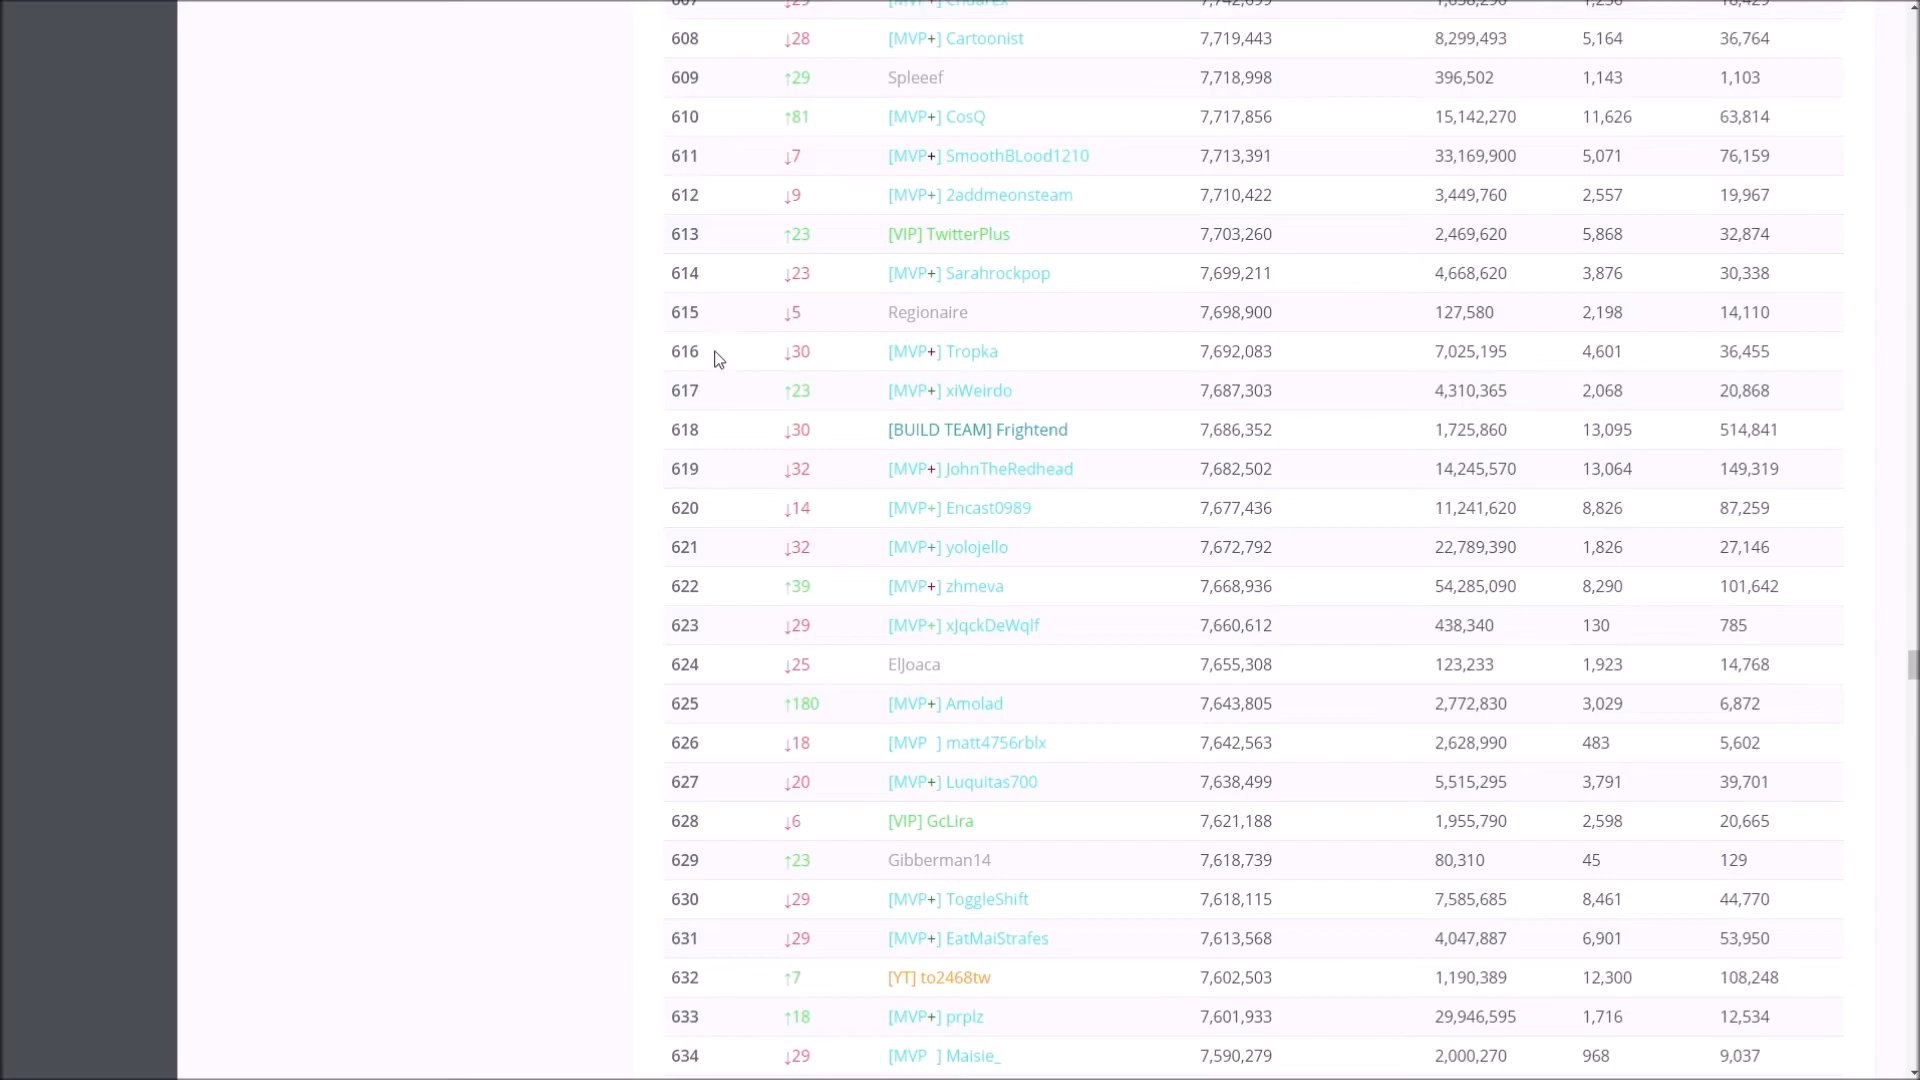 608 ↓28 [MVP+] Cartoonist 7,719,443 8,299,493 5,164 36,764
609 ↑29 Spleeef 7,718,998 396,502 1,143 1,103
610 ↑81 [MVP+] CosQ 7,717,856 15,142,270 11,626 63,814
611 ↓7 [MVP+] SmoothBLood1210 7,713,391 33,169,900 5,071 76,159
612 ↓9 [MVP+] 2addmeonsteam 7,710,422 3,449,760 2,557 19,967
613 ↑23 [VIP] TwitterPlus 7,703,260 2,469,620 5,868 32,874
614 ↓23 [MVP+] Sarahrockpop 7,699,211 4,668,620 3,876 30,338
615 ↓5 Regionaire 7,698,900 127,580 2,198 14,110
616 ↓30 [MVP+] Tropka 7,692,083 7,025,195 4,601 36,455
617 ↑23 [MVP+] xiWeirdo 7,687,303 4,310,365 2,068 20,868
618 ↓30 [BUILD TEAM] Frightend 7,686,352 1,725,860 13,095 514,841
619 ↓32 [MVP+] JohnTheRedhead 7,682,502 14,245,570 13,064 149,319
620 ↓14 [MVP+] Encast0989 7,677,436 11,241,620 8,826 87,259
621 ↓32 [MVP+] yolojello 7,672,792 22,789,390 1,826 27,146
622 ↑39 [MVP+] zhmeva 7,668,936 54,285,090 8,290 101,642
623 ↓29 [MVP+] xJqckDeWqlf 7,660,612 438,340 130 785
624 ↓25 ElJoaca 7,655,308 123,233 1,923 14,768
625 ↑180 [MVP+] Amolad 7,643,805 2,772,830 3,029 6,872
626 ↓18 [MVP ] matt4756rblx 7,642,563 2,628,990 483 5,602
627 ↓20 [MVP+] Luquitas700 7,638,499 5,515,295 3,791 39,701
628 ↓6 [VIP] GcLira 7,621,188 1,955,790 2,598 20,665
629 ↑23 Gibberman14 7,618,739 80,310 45 129
630 ↓29 [MVP+] ToggleShift 7,618,115 7,585,685 8,461 44,770
631 ↓29 [MVP+] EatMaiStrafes 7,613,568 4,047,887 6,901 53,950
632 ↑7 [YT] to2468tw 7,602,503 1,190,389 12,300 108,248
633 ↑18 [MVP+] prplz 7,601,933 29,946,595 1,716 12,534
634 ↓29 [MVP ] Maisie_ 7,590,279 2,000,270 968 9,037